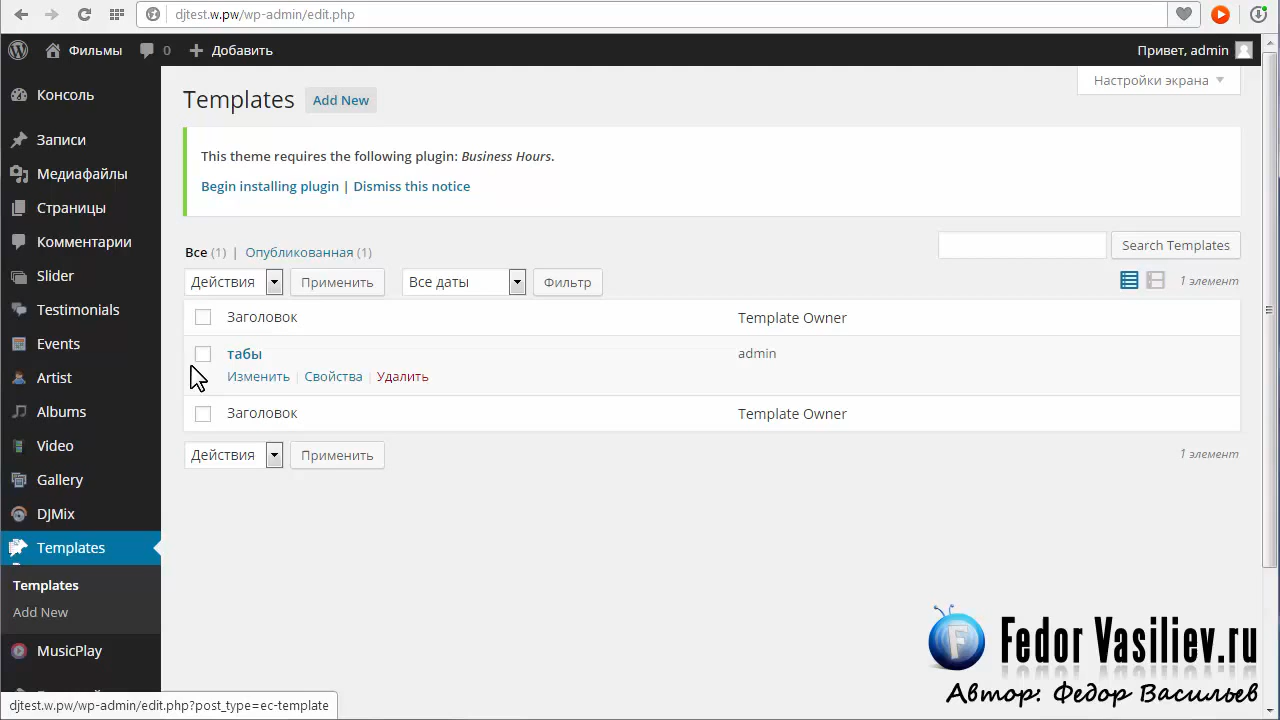 djtest.w.pw/wp-admin/edit.php
Фильмы 0 Добавить Привет, admin
Настройки экрана
Консоль
Записи
Медиафайлы
Страницы
Комментарии
Slider
Testimonials
Events
Artist
Albums
Video
Gallery
DJMix
Templates
Templates
Add New
MusicPlay
Templates Add New
This theme requires the following plugin: Business Hours.
Begin installing plugin | Dismiss this notice
Все (1) | Опубликованная (1)
Search Templates
Действия Применить Все даты Фильтр 1 элемент
Заголовок Template Owner
табы admin
Изменить | Свойства | Удалить
Заголовок Template Owner
Действия Применить 1 элемент
Fedor Vasiliev.ru
Автор: Федор Васильев
djtest.w.pw/wp-admin/edit.php?post_type=ec-template